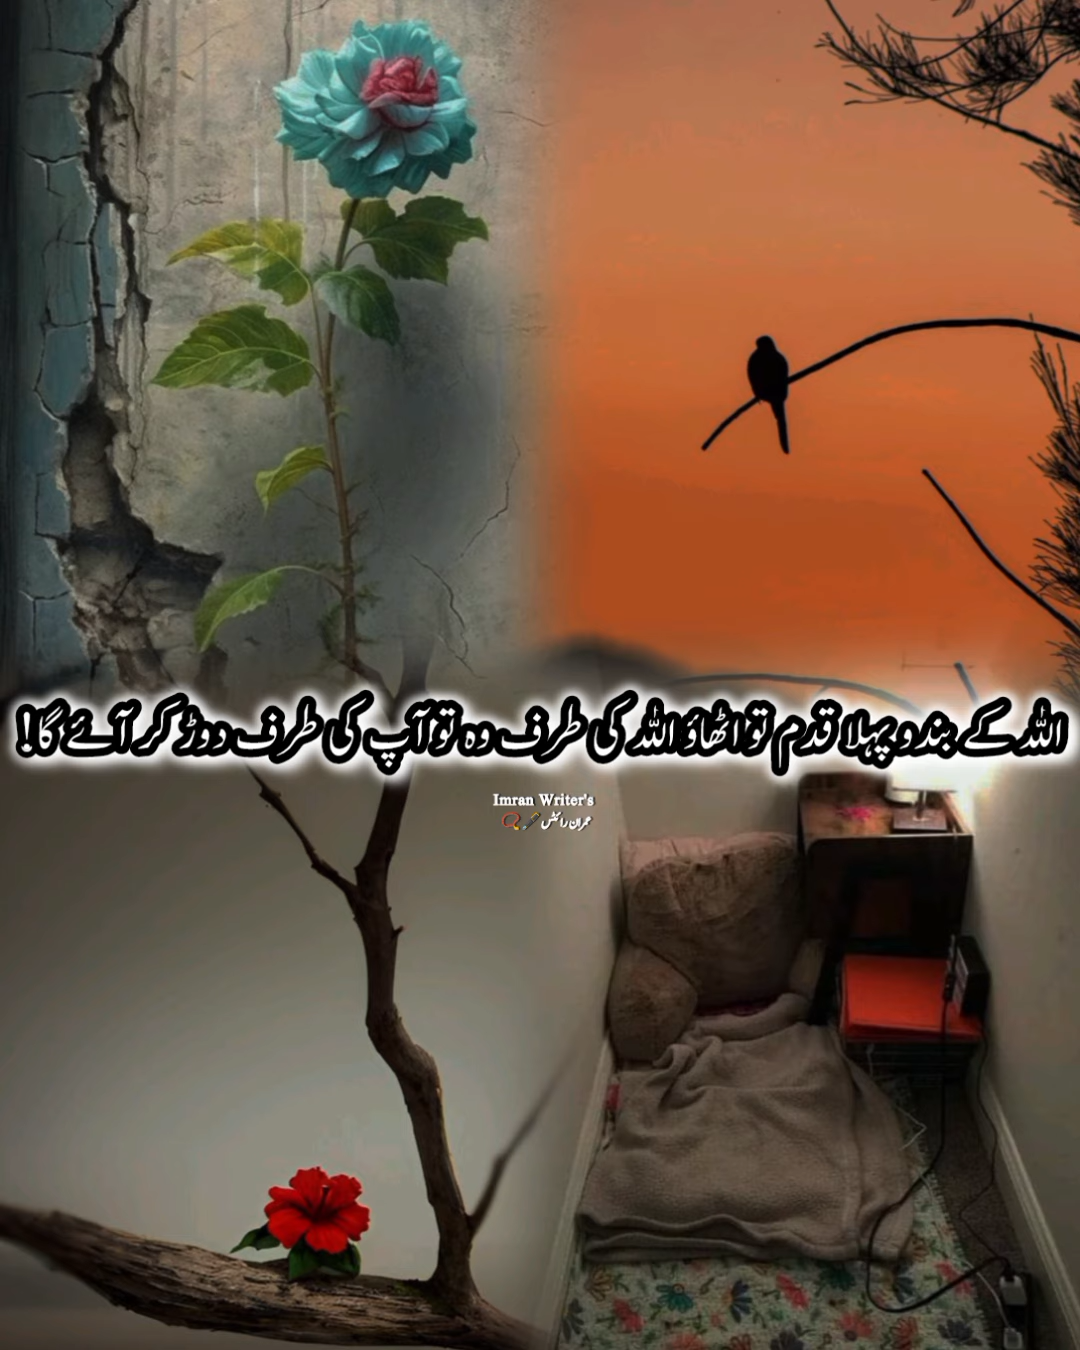 اللہ کے بندو پہلا قدم تو اٹھاؤ اللہ کی طرف وہ تو آپ کی طرف دوڑ کر آئے گا!
Imran Writer's
عمران رائٹس